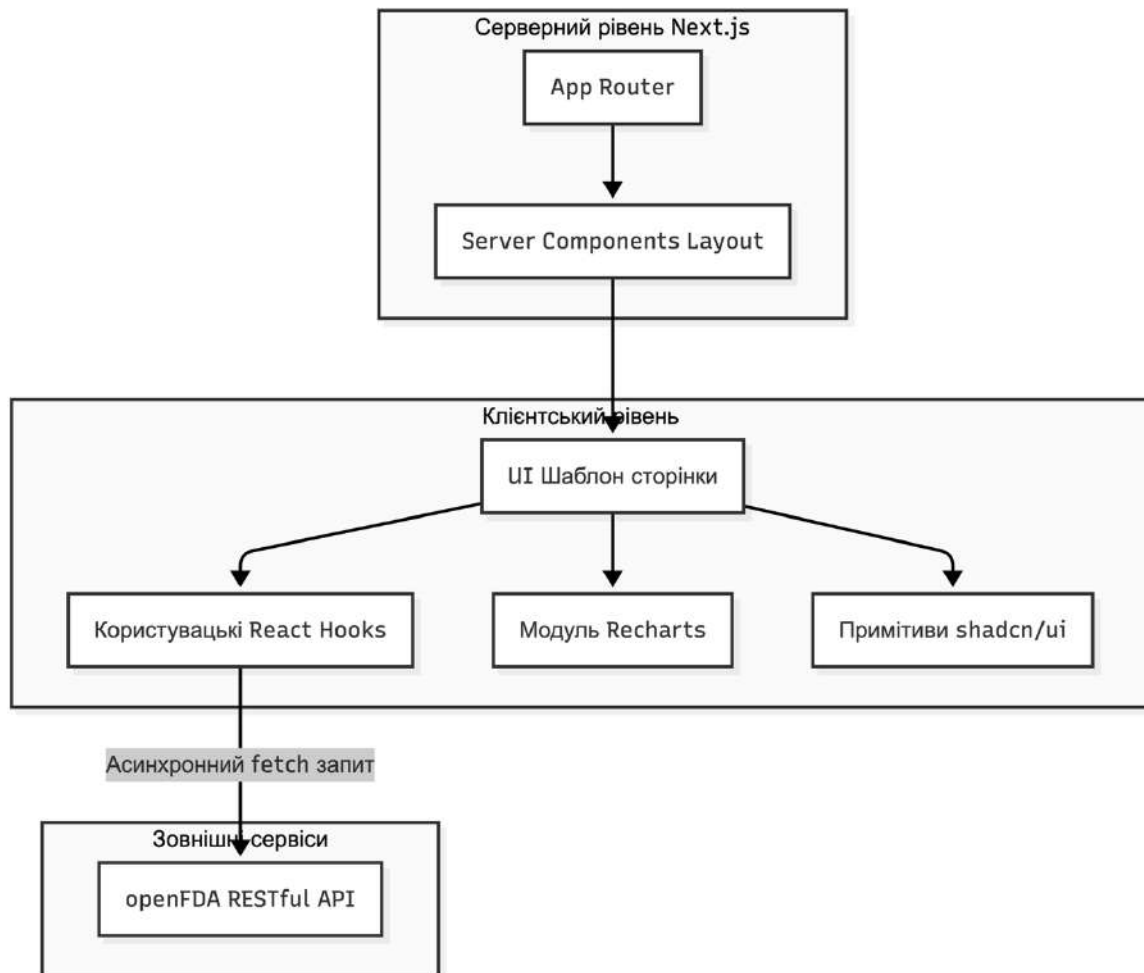 Серверний рівень Next.js
App Router
Server Components Layout
Клієнтський рівень
UI Шаблон сторінки
Користувацькі React Hooks
Модуль Recharts
Примітиви shadcn/ui
Асинхронний fetch запит
Зовнішні сервіси
openFDA RESTful API